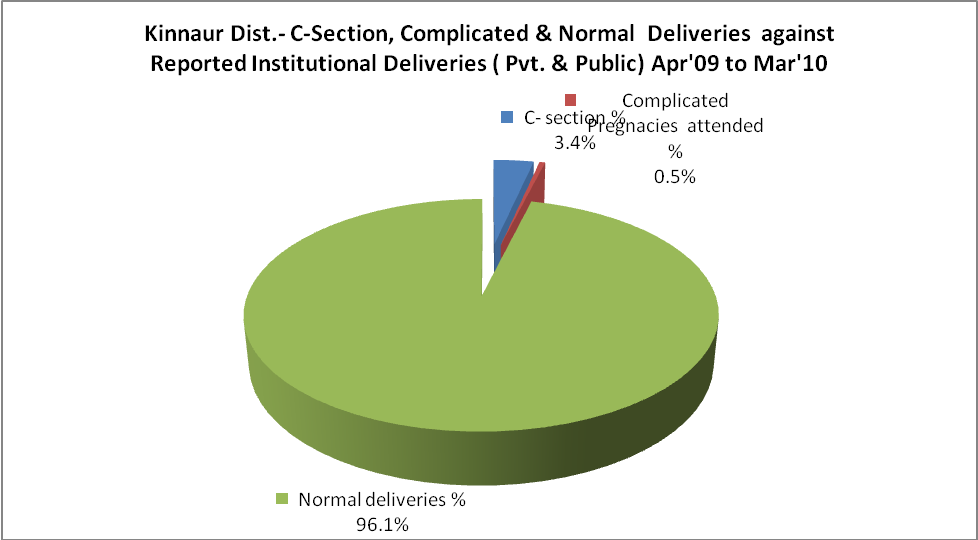 Kinnaur Dist.- C-Section, Complicated & Normal Deliveries against
Reported Institutional Deliveries ( Pvt. & Public) Apr'09 to Mar'10
C- section %
3.4%
Complicated
Pregnacies attended
%
0.5%
Normal deliveries %
96.1%